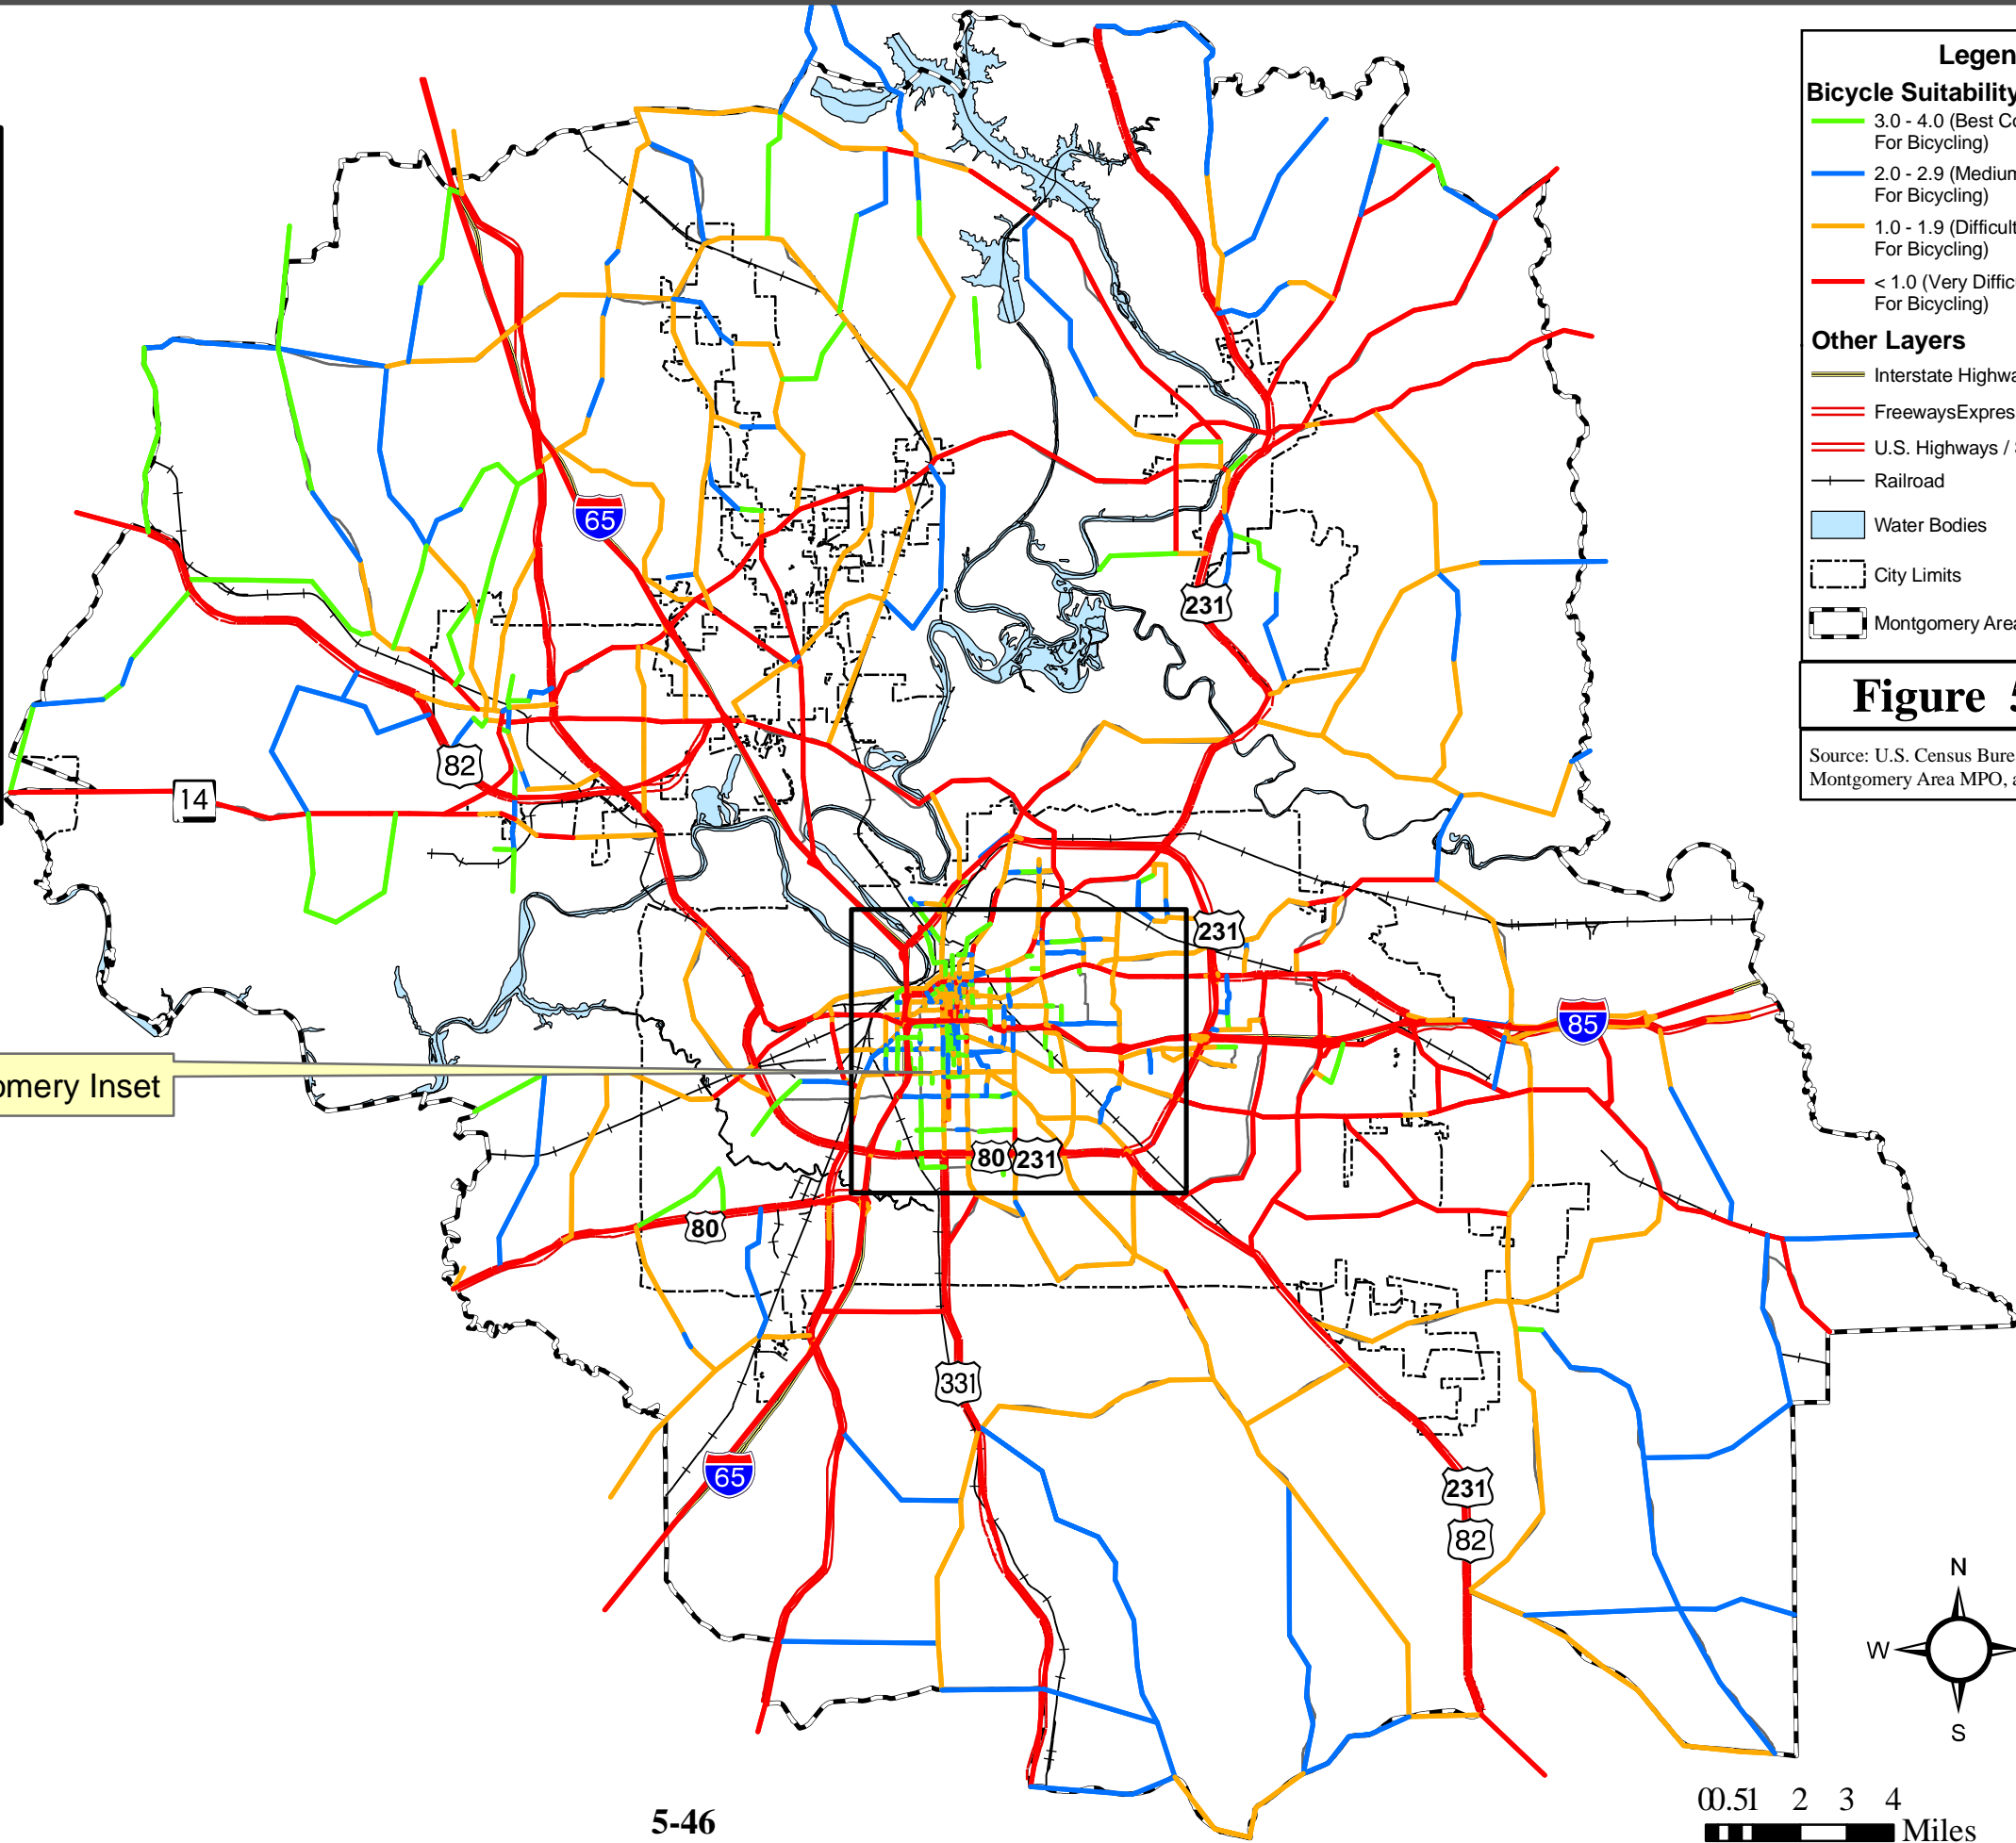 Legen
Bicycle Suitability
3.0 - 4.0 (Best Co
For Bicycling)
2.0 - 2.9 (Medium
For Bicycling)
1.0 - 1.9 (Difficult
For Bicycling)
< 1.0 (Very Diffic
For Bicycling)
Other Layers
Interstate Highwa
FreewaysExpres
U.S. Highways / S
Railroad
Water Bodies
City Limits
Montgomery Area
Figure 5
Source: U.S. Census Bure
Montgomery Area MPO, a
65
231
82
14
231
85
omery Inset
80
231
80
331
65
231
82
N
W
S
00.51 2 3 4
Miles
5-46